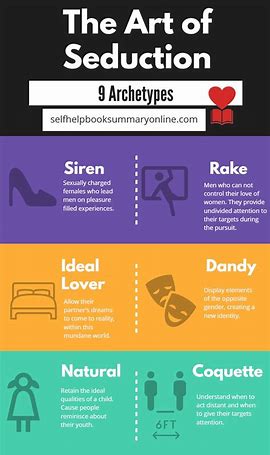 The Art of
Seduction
9 Archetypes
selfhelpbooksummaryonline.com
Siren
Sexually charged
females who lead
men on pleasure
filled experiences.
Rake
Men who can not
control their love of
women. They provide
undivided attention to
their targets during
the pursuit.
Ideal
Lover
Allow their
partner's dreams
to come to reality,
within this
mundane world.
Dandy
Display elements
of the opposite
gender, creating a
new identity.
Natural
Retain the ideal
qualities of a child.
Cause people
reminisce about
their youth.
Coquette
6FT
Understand when to
act distant and when
to give their targets
attention.